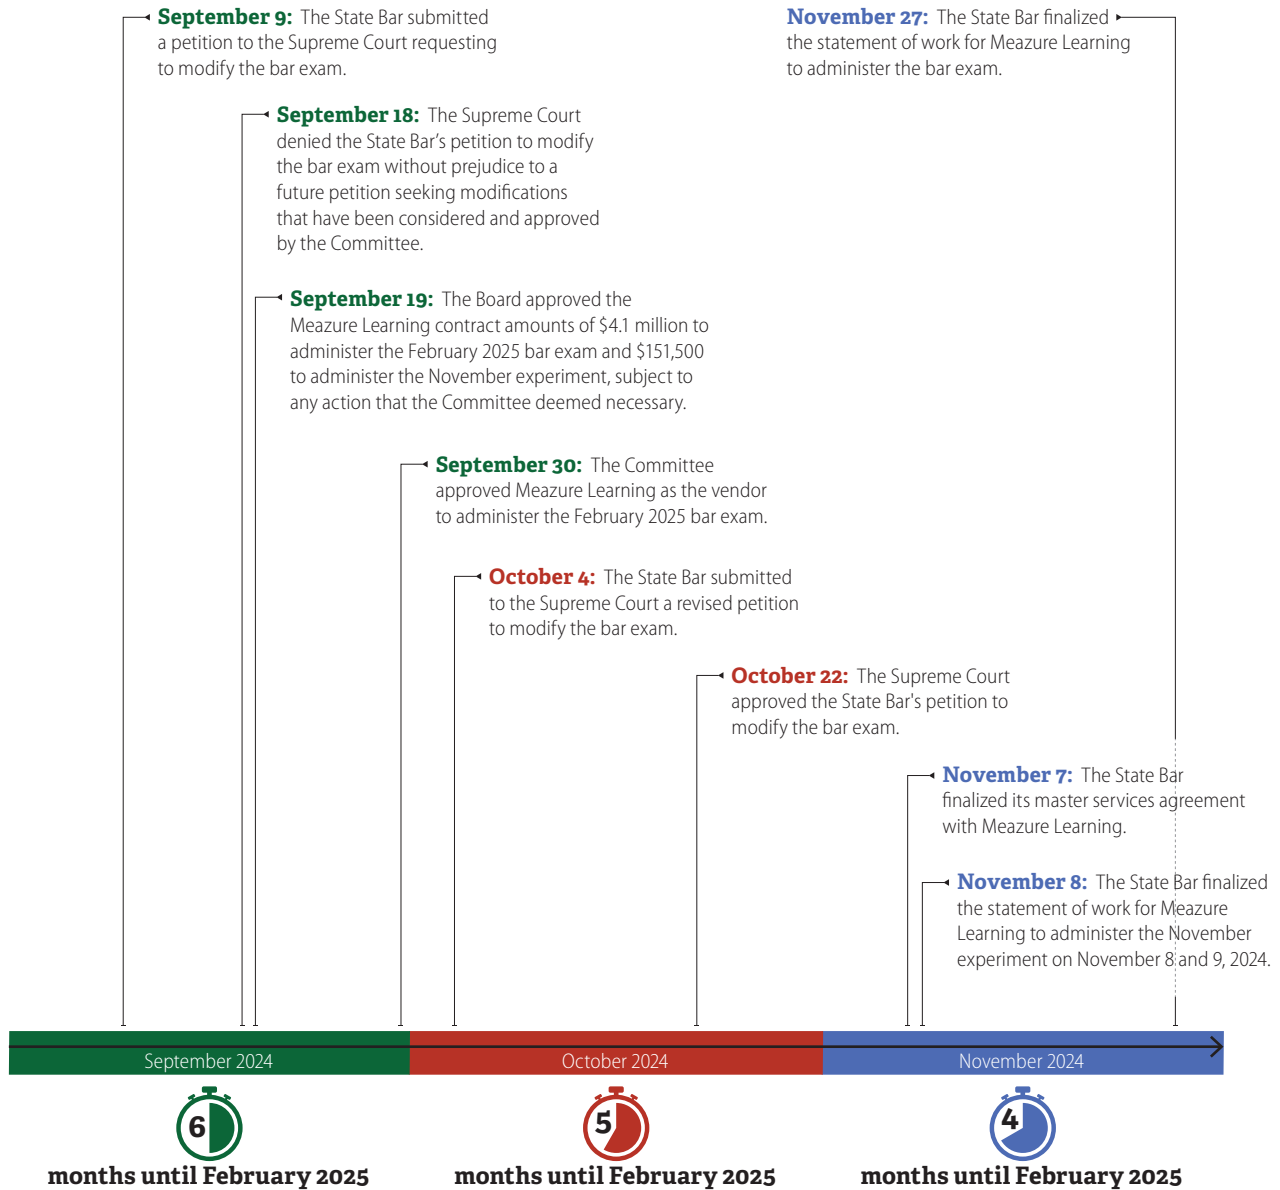 September 9: The State Bar submitted
a petition to the Supreme Court requesting
to modify the bar exam.
November 27: The State Bar finalized
the statement of work for Meazure Learning
to administer the bar exam.
September 18: The Supreme Court
denied the State Bar’s petition to modify
the bar exam without prejudice to a
future petition seeking modifications
that have been considered and approved
by the Committee.
September 19: The Board approved the
Meazure Learning contract amounts of $4.1 million to
administer the February 2025 bar exam and $151,500
to administer the November experiment, subject to
any action that the Committee deemed necessary.
September 30: The Committee
approved Meazure Learning as the vendor
to administer the February 2025 bar exam.
October 4: The State Bar submitted
to the Supreme Court a revised petition
to modify the bar exam.
October 22: The Supreme Court
approved the State Bar's petition to
modify the bar exam.
November 7: The State Bar
finalized its master services agreement
with Meazure Learning.
November 8: The State Bar finalized
the statement of work for Meazure
Learning to administer the November
experiment on November 8 and 9, 2024.
September 2024
October 2024
November 2024
6
months until February 2025
5
months until February 2025
4
months until February 2025